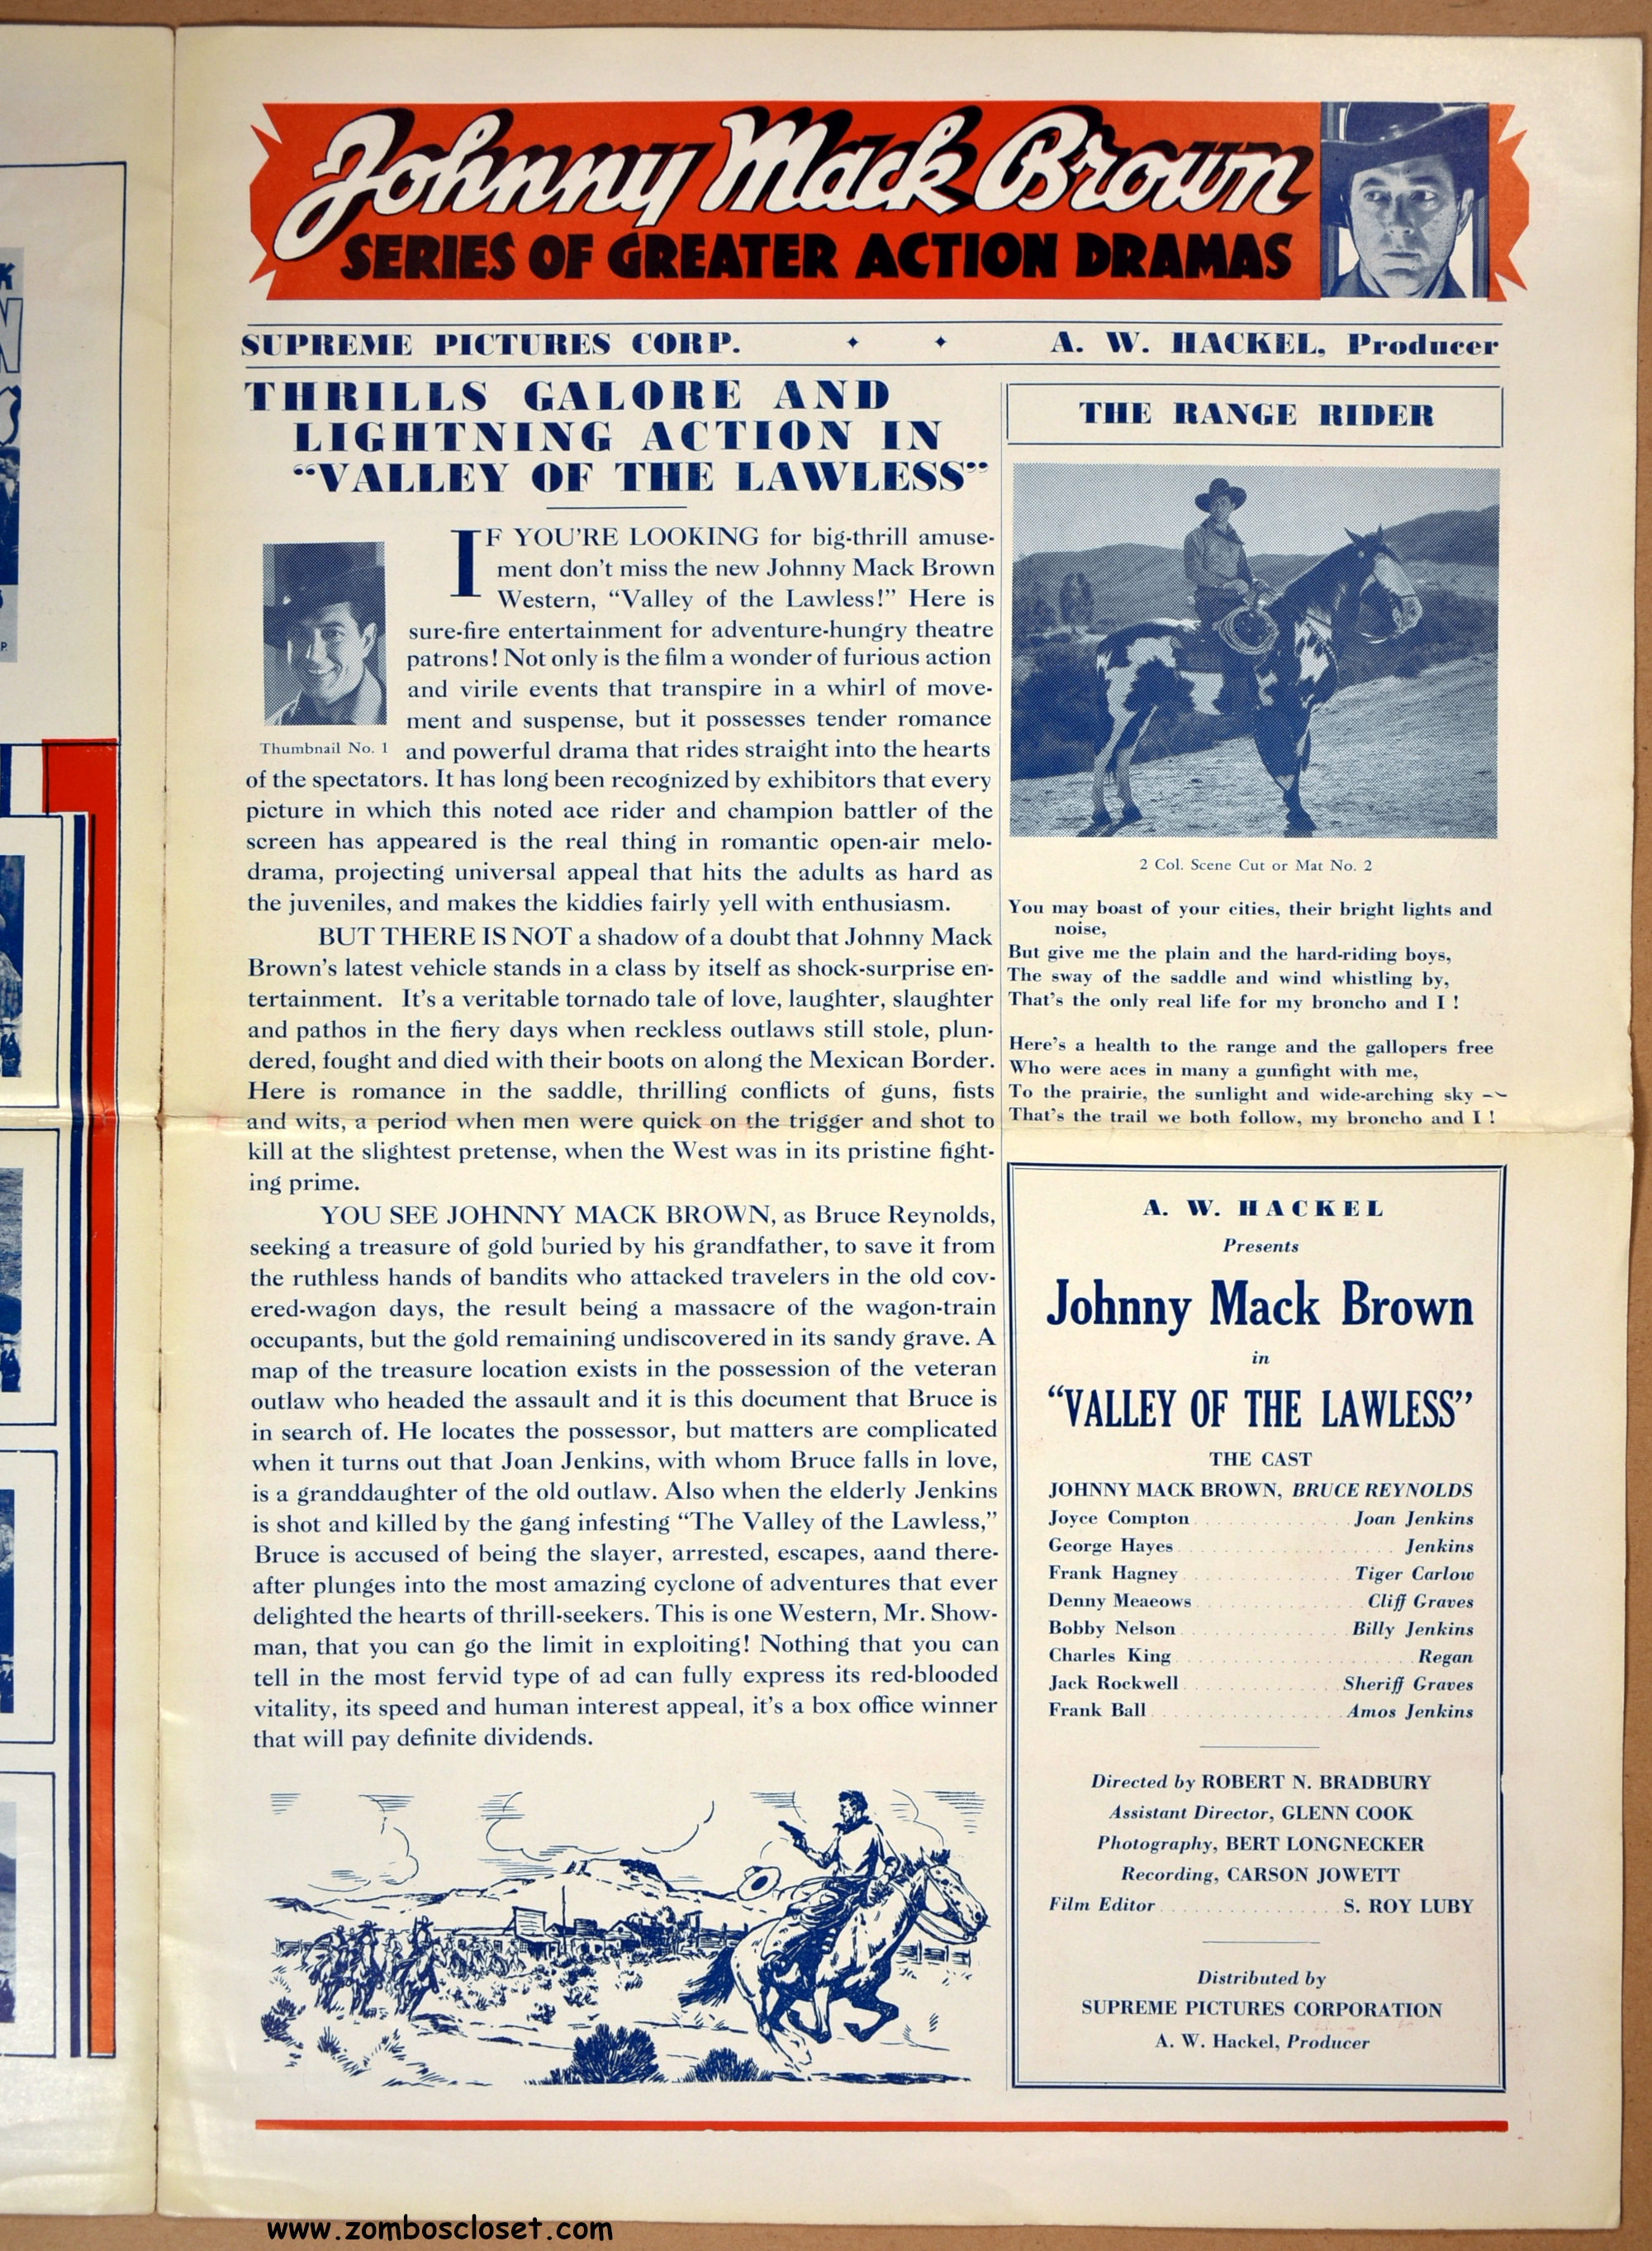 Johnny Mack Brown
SERIES OF GREATER ACTION DRAMAS
SUPREME PICTURES CORP.
A. W. HACKEL, Producer
THRILLS GALORE AND
LIGHTNING ACTION IN
“VALLEY OF THE LAWLESS”
IF YOU’RE LOOKING for big-thrill amuse-
ment don’t miss the new Johnny Mack Brown
Western, “Valley of the Lawless!” Here is
sure-fire entertainment for adventure-hungry theatre
patrons! Not only is the film a wonder of furious action
and virile events that transpire in a whirl of move-
ment and suspense, but it possesses tender romance
Thumbnail No. 1
and powerful drama that rides straight into the hearts
of the spectators. It has long been recognized by exhibitors that every
picture in which this noted ace rider and champion battler of the
screen has appeared is the real thing in romantic open-air melo-
drama, projecting universal appeal that hits the adults as hard as
the juveniles, and makes the kiddies fairly yell with enthusiasm.
BUT THERE IS NOT a shadow of a doubt that Johnny Mack
Brown’s latest vehicle stands in a class by itself as shock-surprise en-
tertainment. It’s a veritable tornado tale of love, laughter, slaughter
and pathos in the fiery days when reckless outlaws still stole, plun-
dered, fought and died with their boots on along the Mexican Border.
Here is romance in the saddle, thrilling conflicts of guns, fists
and wits, a period when men were quick on the trigger and shot to
kill at the slightest pretense, when the West was in its pristine fight-
ing prime.
YOU SEE JOHNNY MACK BROWN, as Bruce Reynolds,
seeking a treasure of gold buried by his grandfather, to save it from
the ruthless hands of bandits who attacked travelers in the old cov-
ered-wagon days, the result being a massacre of the wagon-train
occupants, but the gold remaining undiscovered in its sandy grave. A
map of the treasure location exists in the possession of the veteran
outlaw who headed the assault and it is this document that Bruce is
in search of. He locates the possessor, but matters are complicated
when it turns out that Joan Jenkins, with whom Bruce falls in love,
is a granddaughter of the old outlaw. Also when the elderly Jenkins
is shot and killed by the gang infesting “The Valley of the Lawless,”
Bruce is accused of being the slayer, arrested, escapes, aand there-
after plunges into the most amazing cyclone of adventures that ever
delighted the hearts of thrill-seekers. This is one Western, Mr. Show-
man, that you can go the limit in exploiting! Nothing that you can
tell in the most fervid type of ad can fully express its red-blooded
vitality, its speed and human interest appeal, it’s a box office winner
that will pay definite dividends.
THE RANGE RIDER
2 Col. Scene Cut or Mat No. 2
You may boast of your cities, their bright lights and
noise,
But give me the plain and the hard-riding boys,
The sway of the saddle and wind whistling by,
That’s the only real life for my broncho and I !
Here’s a health to the range and the gallopers free
Who were aces in many a gunfight with me,
To the prairie, the sunlight and wide-arching sky —
That’s the trail we both follow, my broncho and I !
A. W. HACKEL
Presents
Johnny Mack Brown
in
“VALLEY OF THE LAWLESS”
THE CAST
JOHNNY MACK BROWN, BRUCE REYNOLDS
Joyce Compton Joan Jenkins
George Hayes Jenkins
Frank Hagney Tiger Carlow
Denny Meaeows Cliff Graves
Bobby Nelson Billy Jenkins
Charles King Regan
Jack Rockwell Sheriff Graves
Frank Ball Amos Jenkins
Directed by ROBERT N. BRADBURY
Assistant Director, GLENN COOK
Photography, BERT LONGNECKER
Recording, CARSON JOWETT
Film Editor S. ROY LUBY
Distributed by
SUPREME PICTURES CORPORATION
A. W. Hackel, Producer
www.zomboscloset.com